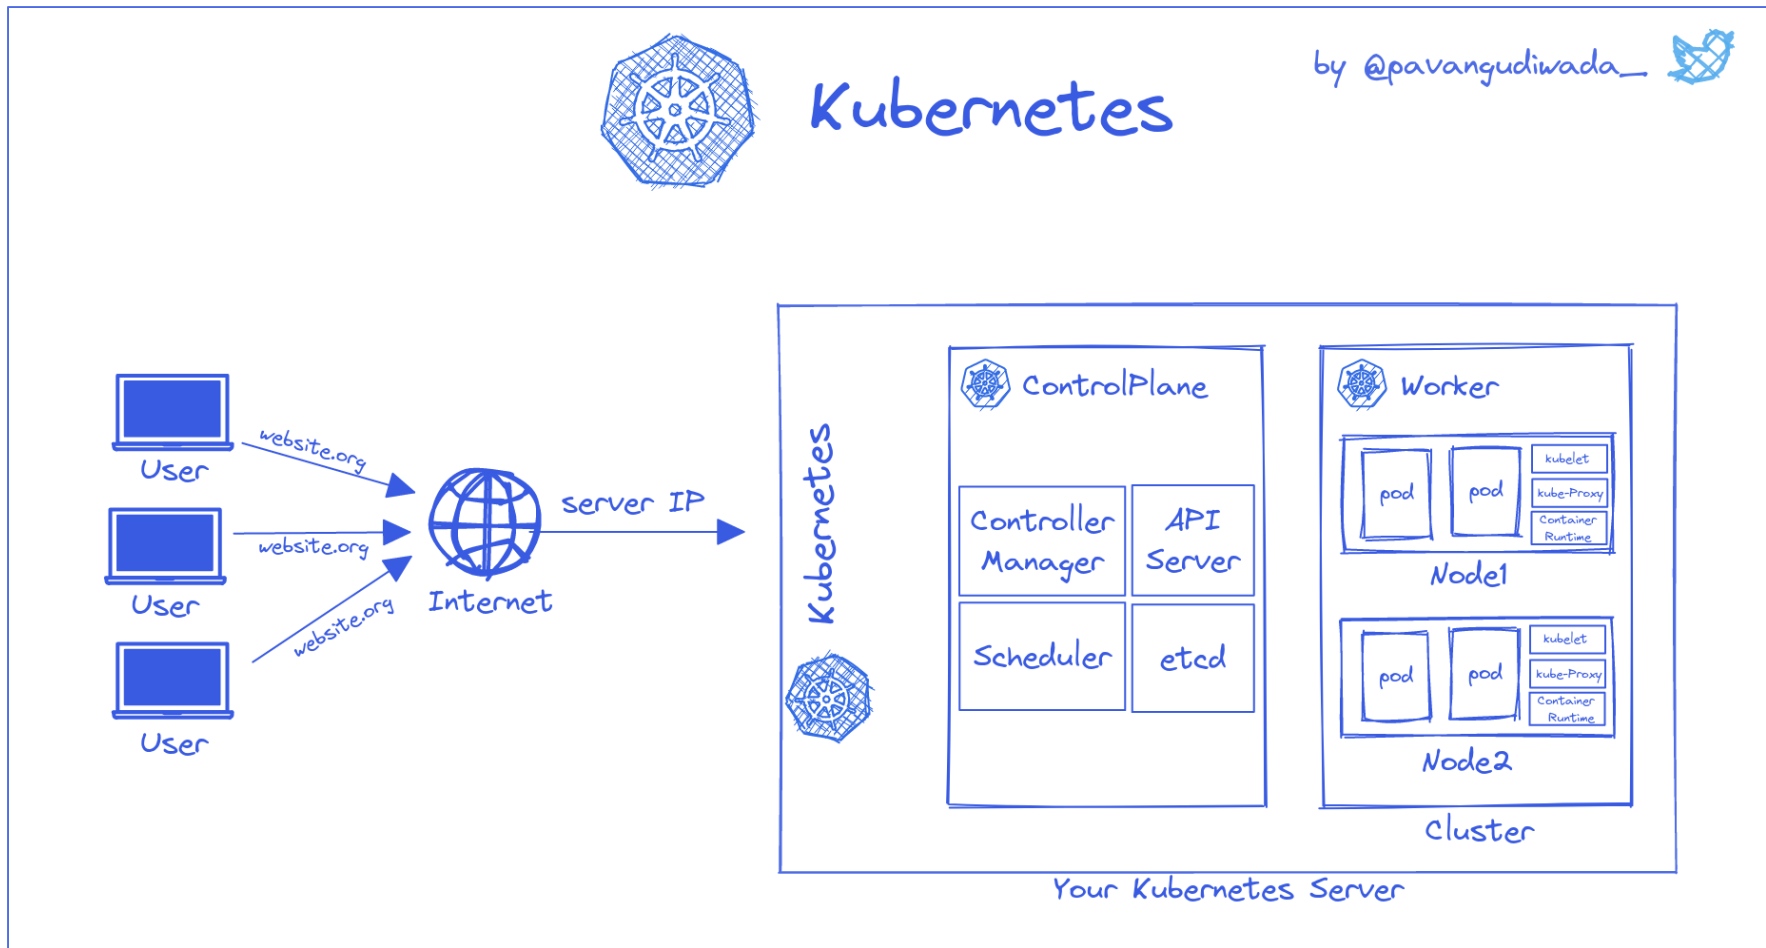 Kubernetes
by @pavangudiwada_
User
website.org
User
website.org
User
website.org
Internet
server IP
Kubernetes
ControlPlane
Controller
Manager
API
Server
Scheduler
etcd
Worker
pod
pod
kubelet
kube-Proxy
Container
Runtime
Node1
pod
pod
kubelet
kube-Proxy
Container
Runtime
Node2
Cluster
Your Kubernetes Server